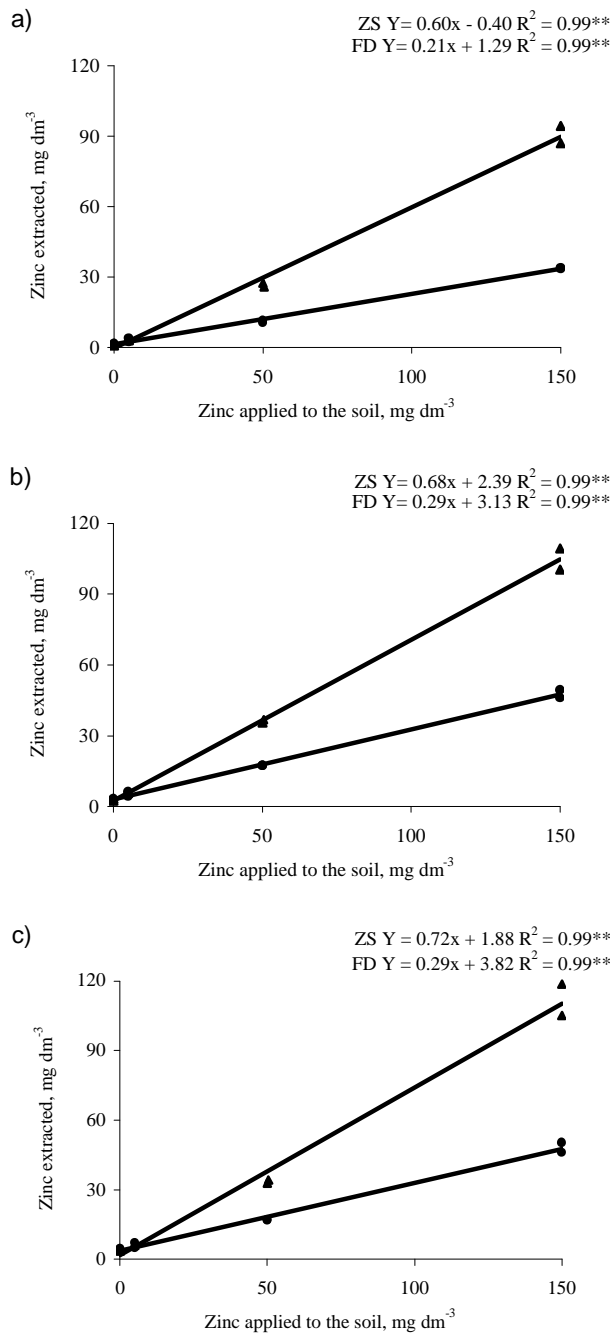 a)
ZS Y= 0.60x - 0.40 R² = 0.99**
FD Y= 0.21x + 1.29 R² = 0.99**
120
90
60
30
0
Zinc extracted, mg dm⁻³
0 50 100 150
Zinc applied to the soil, mg dm⁻³
b)
ZS Y= 0.68x + 2.39 R² = 0.99**
FD Y= 0.29x + 3.13 R² = 0.99**
120
90
60
30
0
Zinc extracted, mg dm⁻³
0 50 100 150
Zinc applied to the soil, mg dm⁻³
c)
ZS Y = 0.72x + 1.88 R² = 0.99**
FD Y = 0.29x + 3.82 R² = 0.99**
120
90
60
30
0
Zinc extracted, mg dm⁻³
0 50 100 150
Zinc applied to the soil, mg dm⁻³